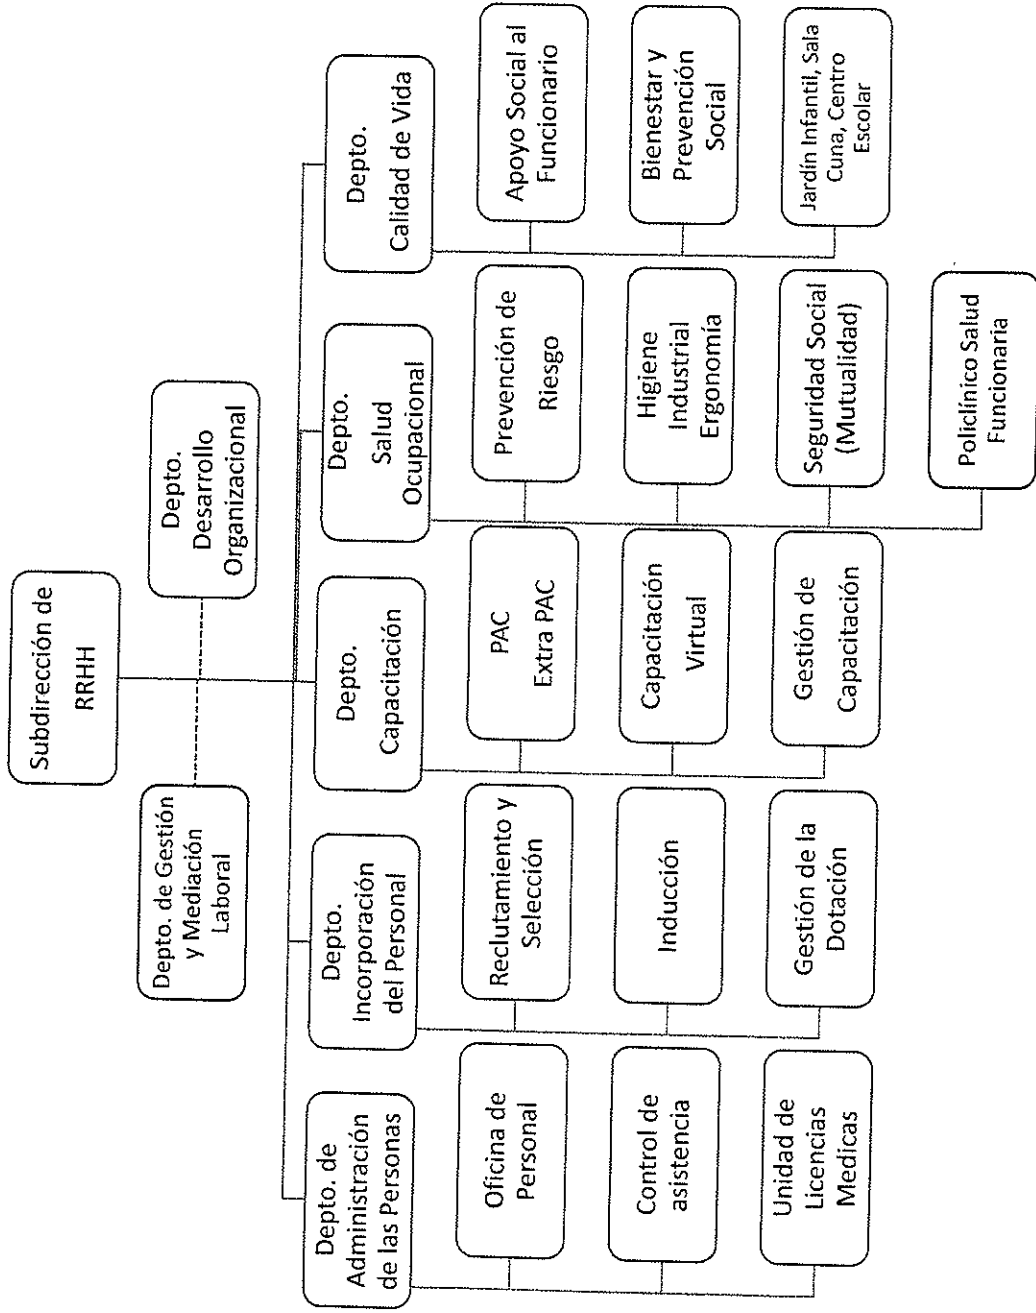 Subdirección de
RRHH
Depto. de Gestión
y Mediación
Laboral
Depto.
Desarrollo
Organizacional
Depto. de
Administración
de las Personas
Oficina de
Personal
Control de
asistencia
Unidad de
Licencias
Medicas
Depto.
Incorporación
del Personal
Reclutamiento y
Selección
Inducción
Gestión de la
Dotación
Depto.
Capacitación
PAC
Extra PAC
Capacitación
Virtual
Gestión de
Capacitación
Depto.
Salud
Ocupacional
Prevención de
Riesgo
Higiene
Industrial
Ergonomía
Seguridad Social
(Mutualidad)
Policlínico Salud
Funcionaria
Depto.
Calidad de Vida
Apoyo Social al
Funcionario
Bienestar y
Prevención
Social
Jardín Infantil, Sala
Cuna, Centro
Escolar